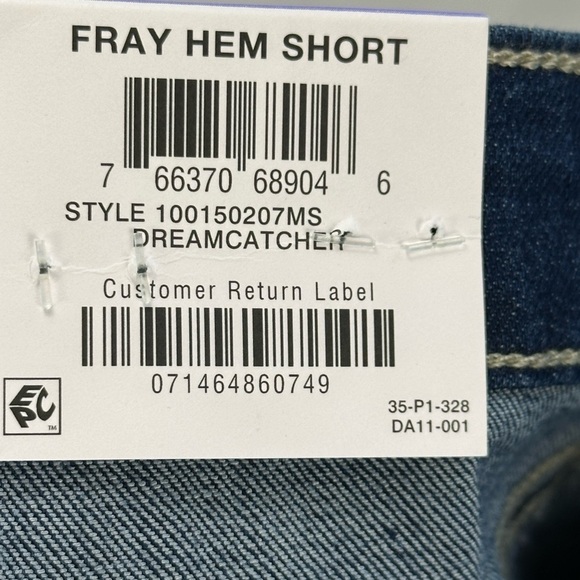 FRAY HEM SHORT
7 66370 68904 6
STYLE 100150207MS
DREAMCATCHER
Customer Return Label
071464860749
EPC
TM
35-P1-328
DA11-001